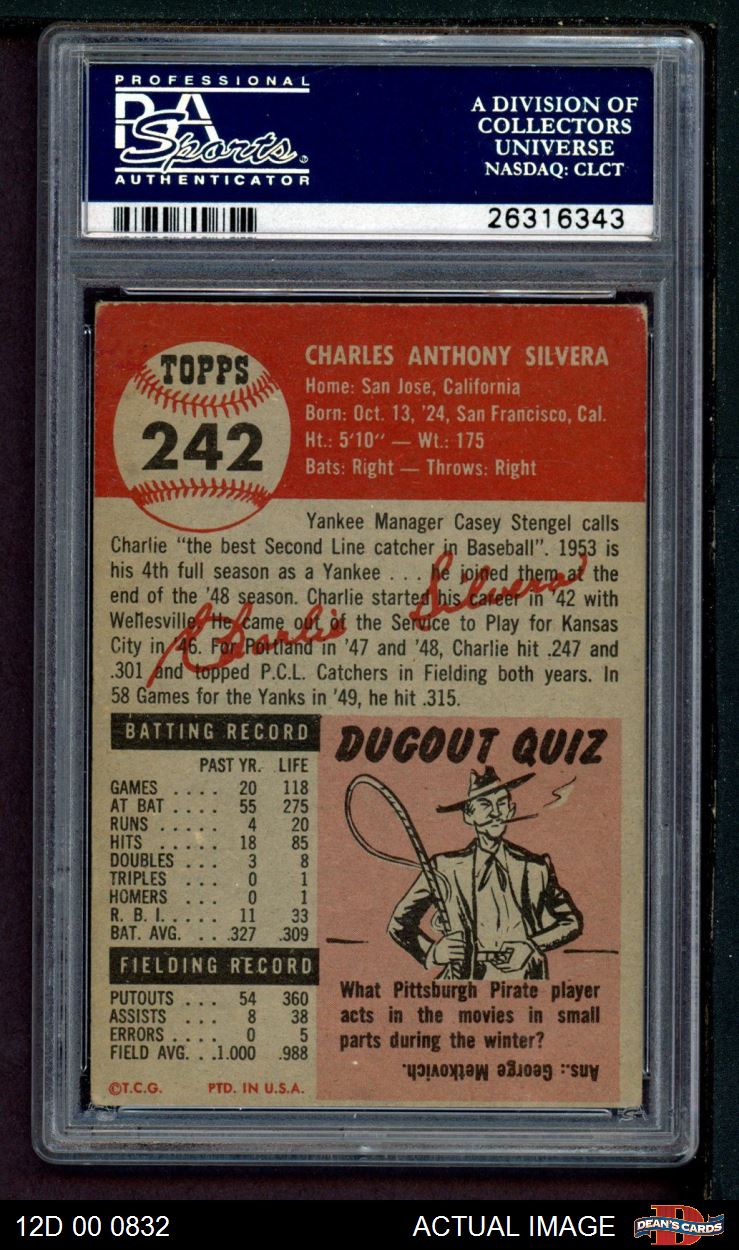 PROFESSIONAL
PSA
Sports
AUTHENTICATOR
A DIVISION OF
COLLECTORS
UNIVERSE
NASDAQ: CLCT
26316343
TOPPS
242
CHARLES ANTHONY SILVERA
Home: San Jose, California
Born: Oct. 13, '24, San Francisco, Cal.
Ht.: 5'10" — Wt.: 175
Bats: Right — Throws: Right
Yankee Manager Casey Stengel calls
Charlie "the best Second Line catcher in Baseball". 1953 is
his 4th full season as a Yankee . . . he joined them at the
end of the '48 season. Charlie started his career in '42 with
Wellesville. He came out of the Service to Play for Kansas
City in '46. For Portland in '47 and '48, Charlie hit .247 and
.301 and topped P.C.L. Catchers in Fielding both years. In
58 Games for the Yanks in '49, he hit .315.
Charlie Silvera
BATTING RECORD
PAST YR. LIFE
GAMES .... 20 118
AT BAT .... 55 275
RUNS ..... 4 20
HITS ..... 18 85
DOUBLES ... 3 8
TRIPLES ... 0 1
HOMERS ... 0 1
R. B. I. .... 11 33
BAT. AVG. ... .327 .309
FIELDING RECORD
PUTOUTS ... 54 360
ASSISTS ... 8 38
ERRORS .... 0 5
FIELD AVG. . .1.000 .988
©T.C.G. PTD. IN U.S.A.
DUGOUT QUIZ
What Pittsburgh Pirate player
acts in the movies in small
parts during the winter?
Ans.: George Metkovich.
12D 00 0832
ACTUAL IMAGE
DEAN'S CARDS